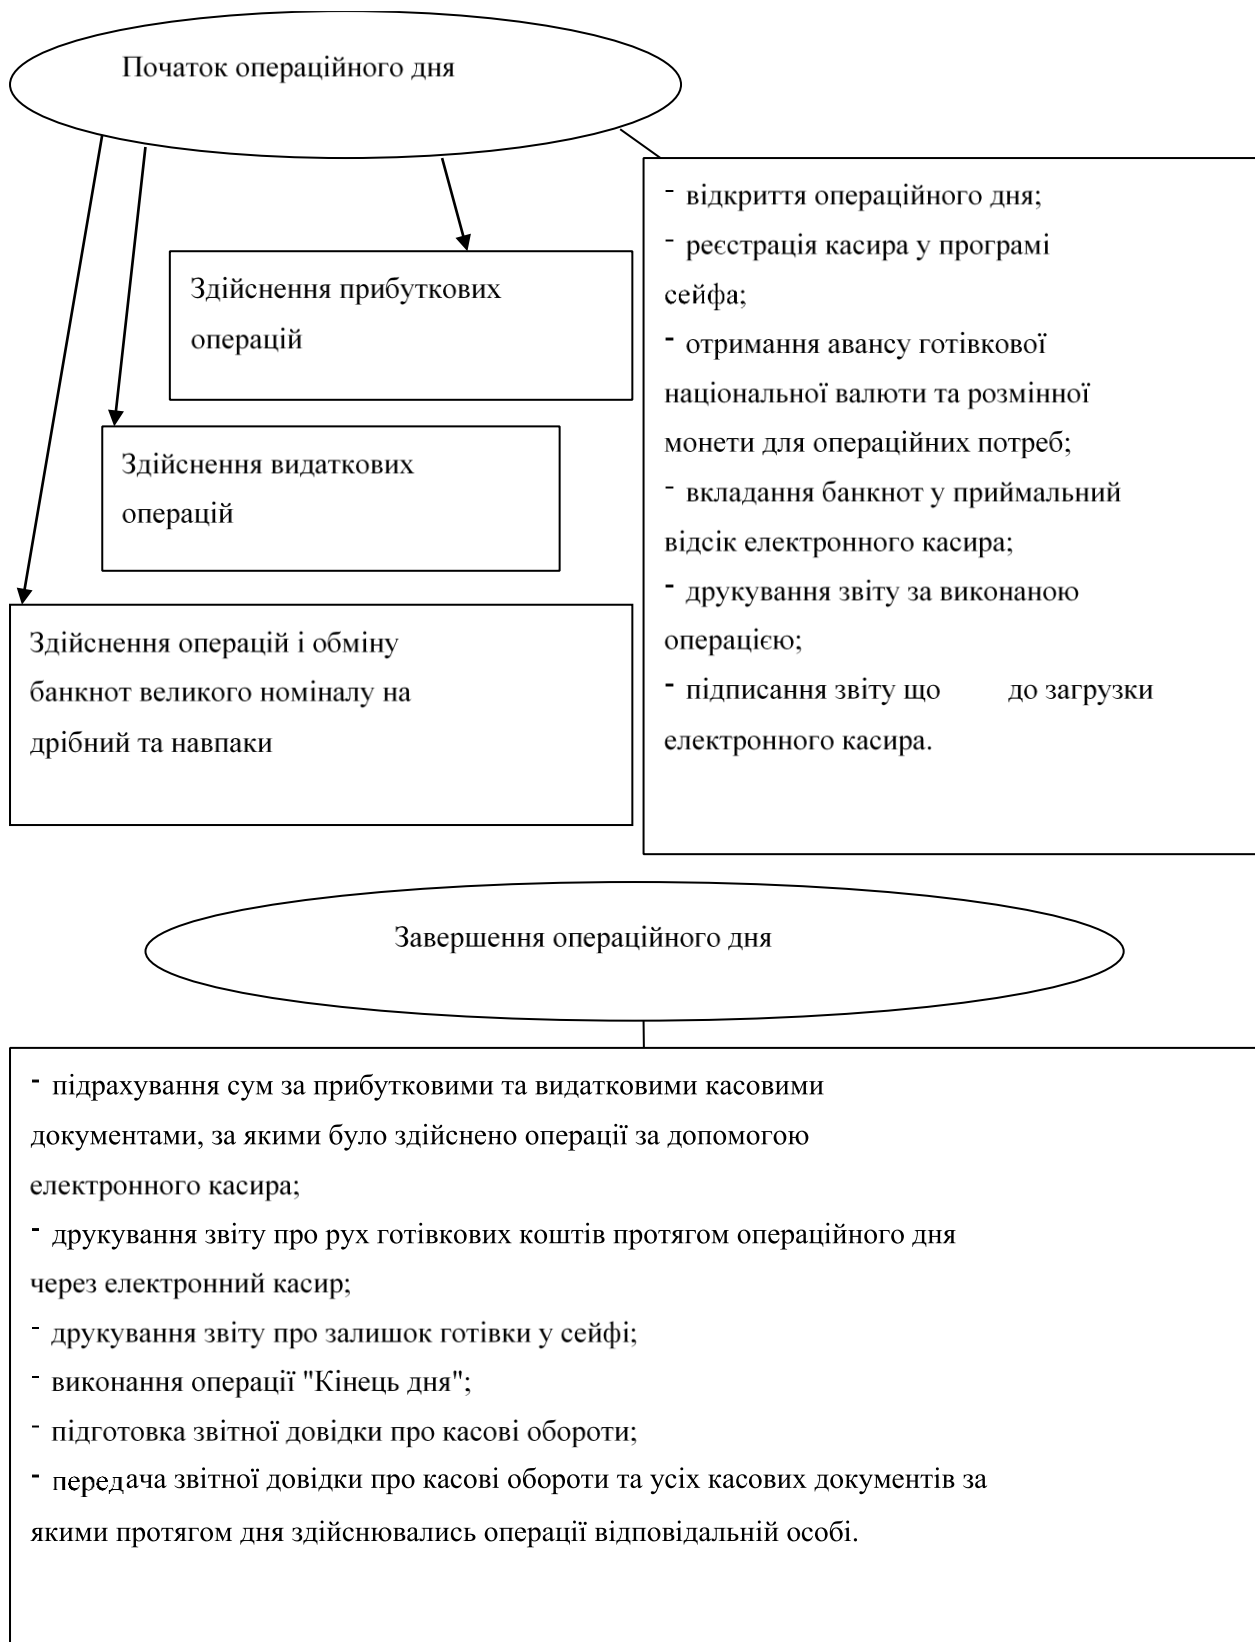 Початок операційного дня
Здійснення прибуткових
операцій
Здійснення видаткових
операцій
Здійснення операцій і обміну
банкнот великого номіналу на
дрібний та навпаки
- відкриття операційного дня;
- реєстрація касира у програмі
сейфа;
- отримання авансу готівкової
національної валюти та розмінної
монети для операційних потреб;
- вкладання банкнот у приймальний
відсік електронного касира;
- друкування звіту за виконаною
операцією;
- підписання звіту що до загрузки
електронного касира.
Завершення операційного дня
- підрахування сум за прибутковими та видатковими касовими
документами, за якими було здійснено операції за допомогою
електронного касира;
- друкування звіту про рух готівкових коштів протягом операційного дня
через електронний касир;
- друкування звіту про залишок готівки у сейфі;
- виконання операції "Кінець дня";
- підготовка звітної довідки про касові обороти;
- передача звітної довідки про касові обороти та усіх касових документів за
якими протягом дня здійснювались операції відповідальній особі.